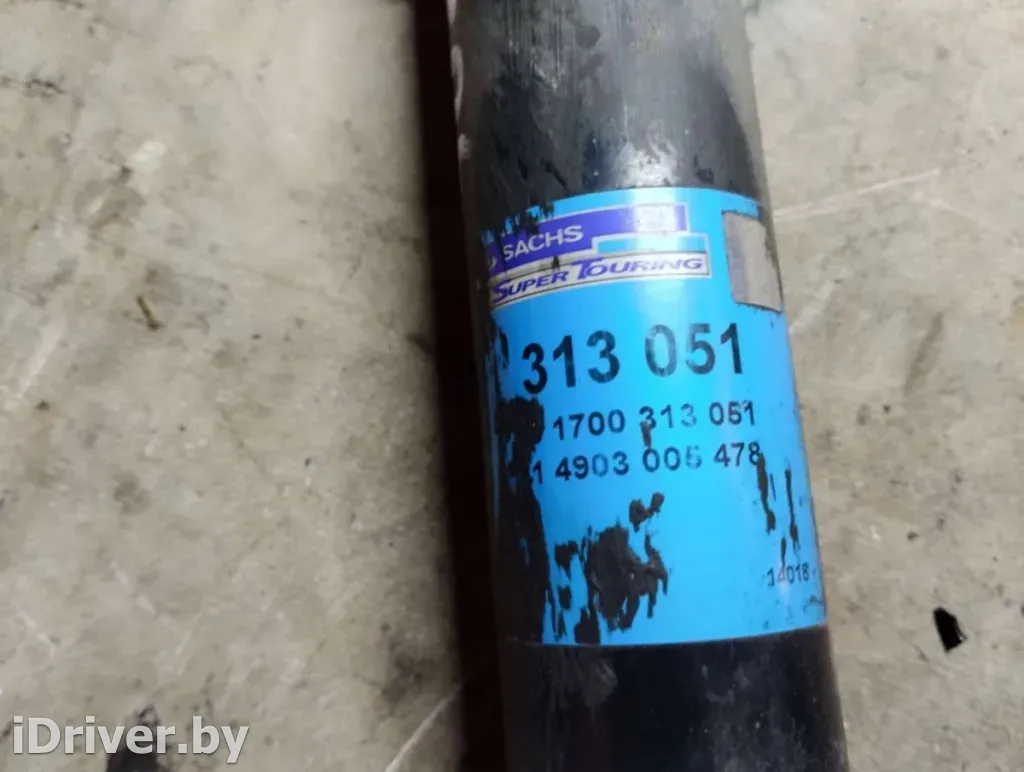 SACHS
SUPER TOURING
313 051
1700 313 051
1 4903 005 478
14018
iDriver.by